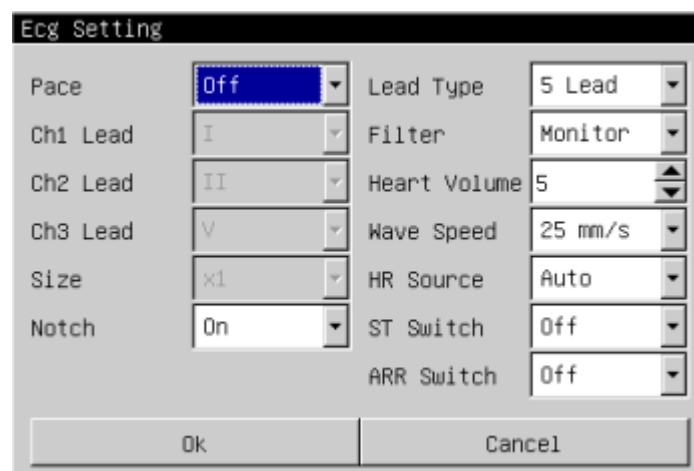 Ecg Setting
Pace Off Lead Type 5 Lead
Ch1 Lead I Filter Monitor
Ch2 Lead II Heart Volume 5
Ch3 Lead V Wave Speed 25 mm/s
Size x1 HR Source Auto
Notch On ST Switch Off
ARR Switch Off
Ok Cancel